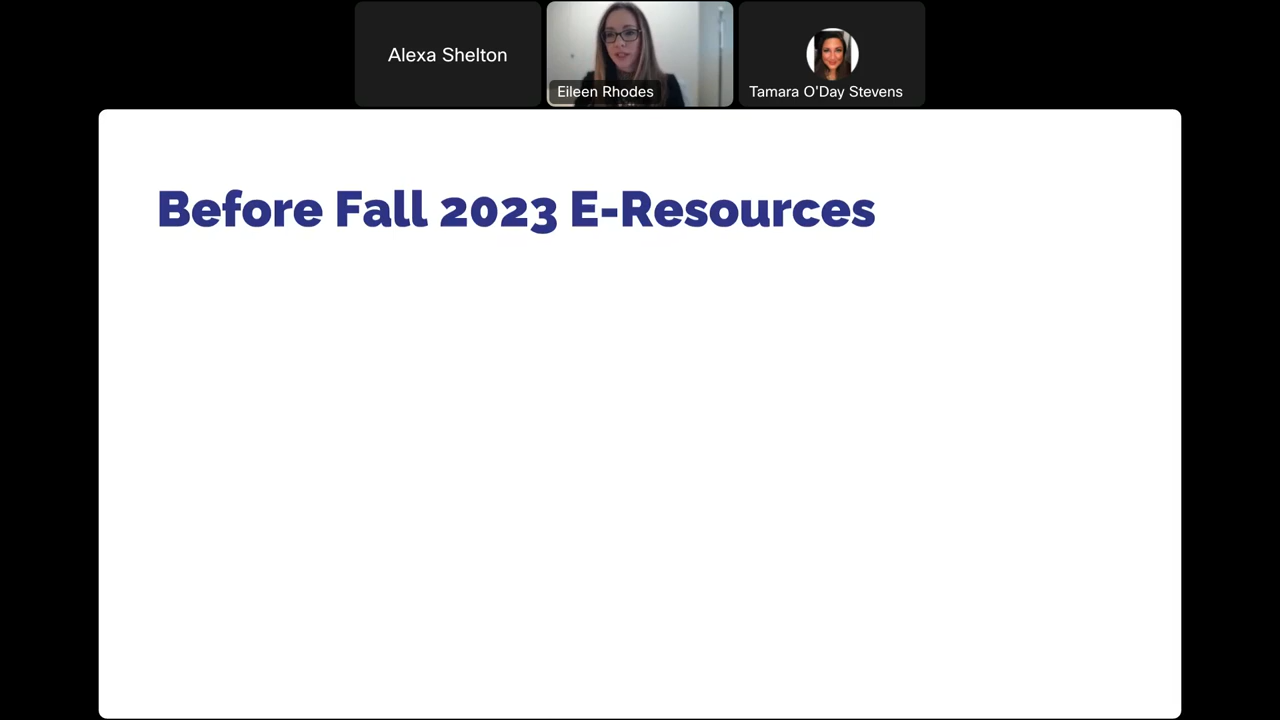 Alexa Shelton
Eileen Rhodes
Tamara O'Day Stevens
Before Fall 2023 E-Resources